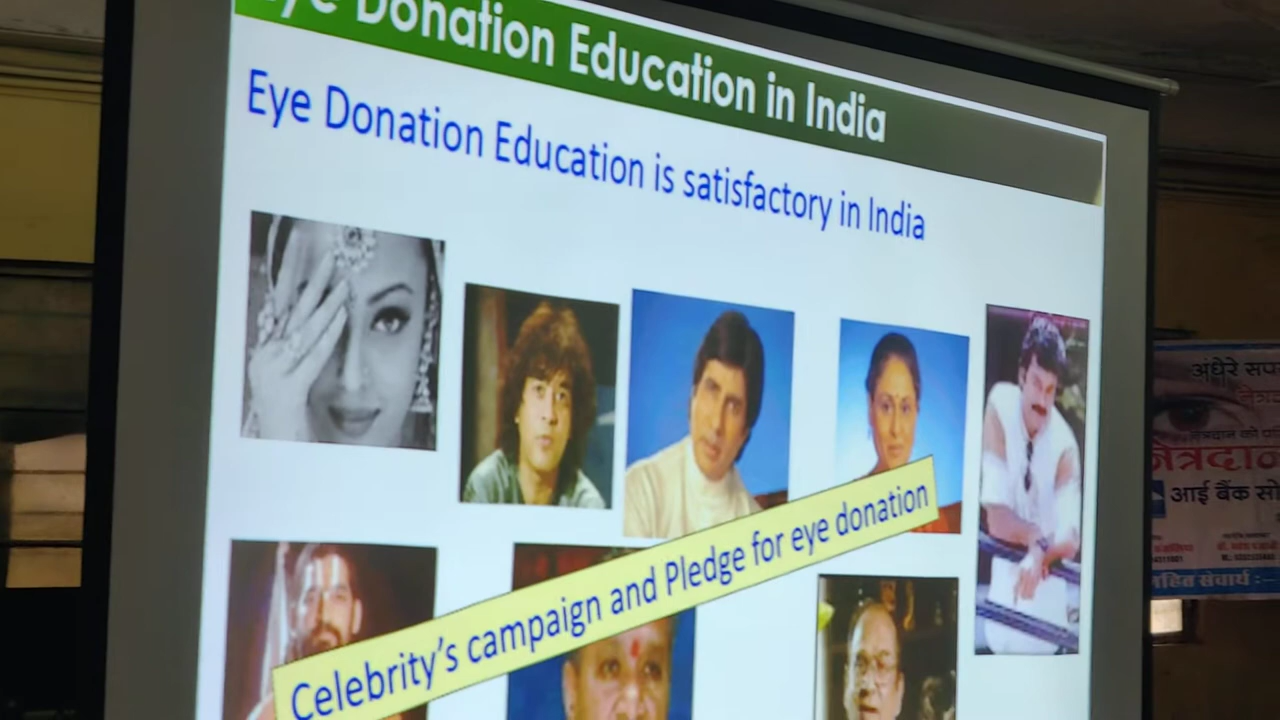 Eye Donation Education in India
Eye Donation Education is satisfactory in India
Celebrity's campaign and Pledge for eye donation
अंधेरे
आई बैंक